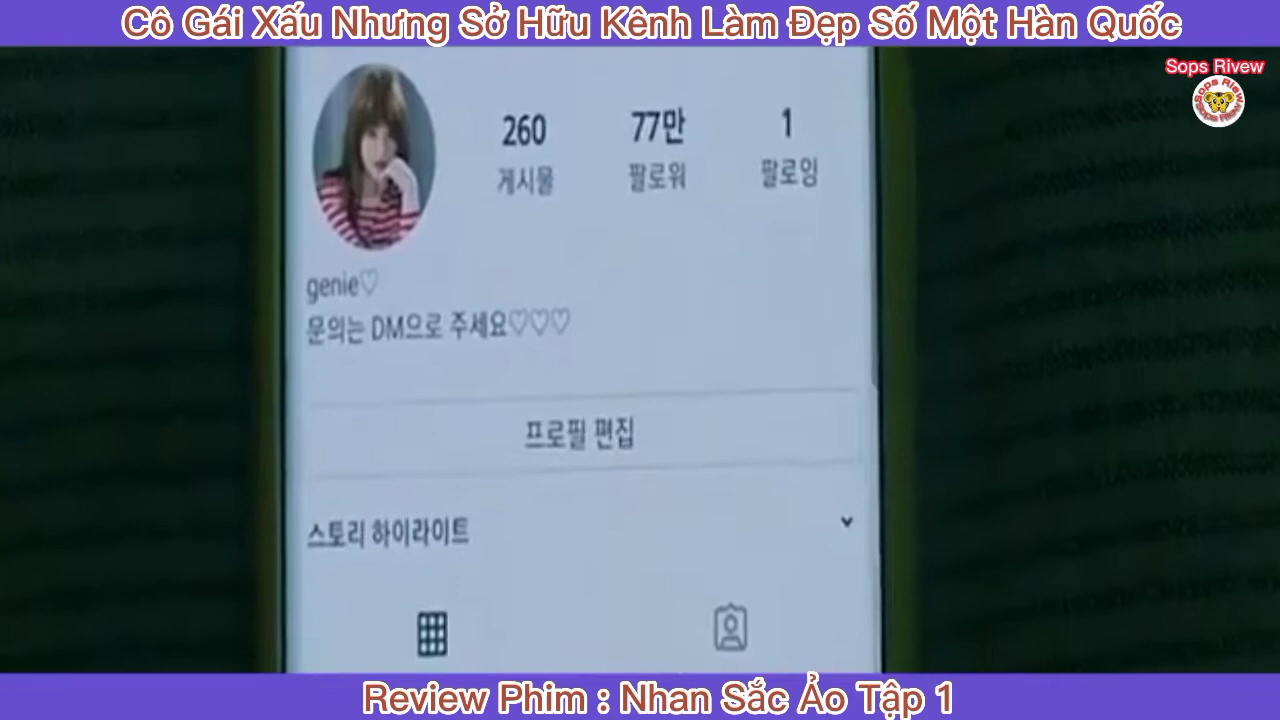 Cô Gái Xấu Nhưng Sở Hữu Kênh Làm Đẹp Số Một Hàn Quốc
Sops Rivew
260 77만 1
게시물 팔로워 팔로잉
genie♡
문의는 DM으로 주세요♡♡♡
프로필 편집
스토리 하이라이트
Review Phim : Nhan Sắc Ảo Tập 1